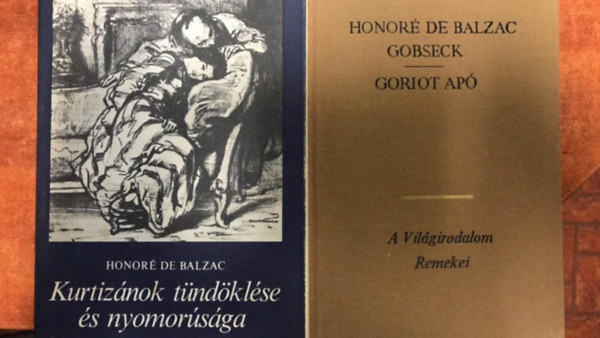 HONORÉ DE BALZAC
Kurtizánok tündöklése
és nyomorúsága
HONORÉ DE BALZAC
GOBSECK
GORIOT APÓ
A Világirodalom
Remekei